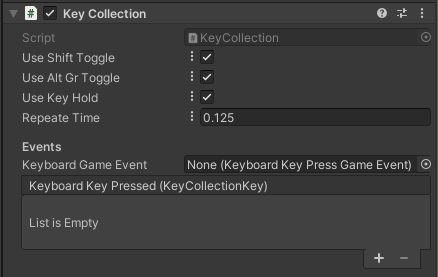 Key Collection
Script KeyCollection
Use Shift Toggle
Use Alt Gr Toggle
Use Key Hold
Repeate Time 0.125
Events
Keyboard Game Event None (Keyboard Key Press Game Event)
Keyboard Key Pressed (KeyCollectionKey)
List is Empty